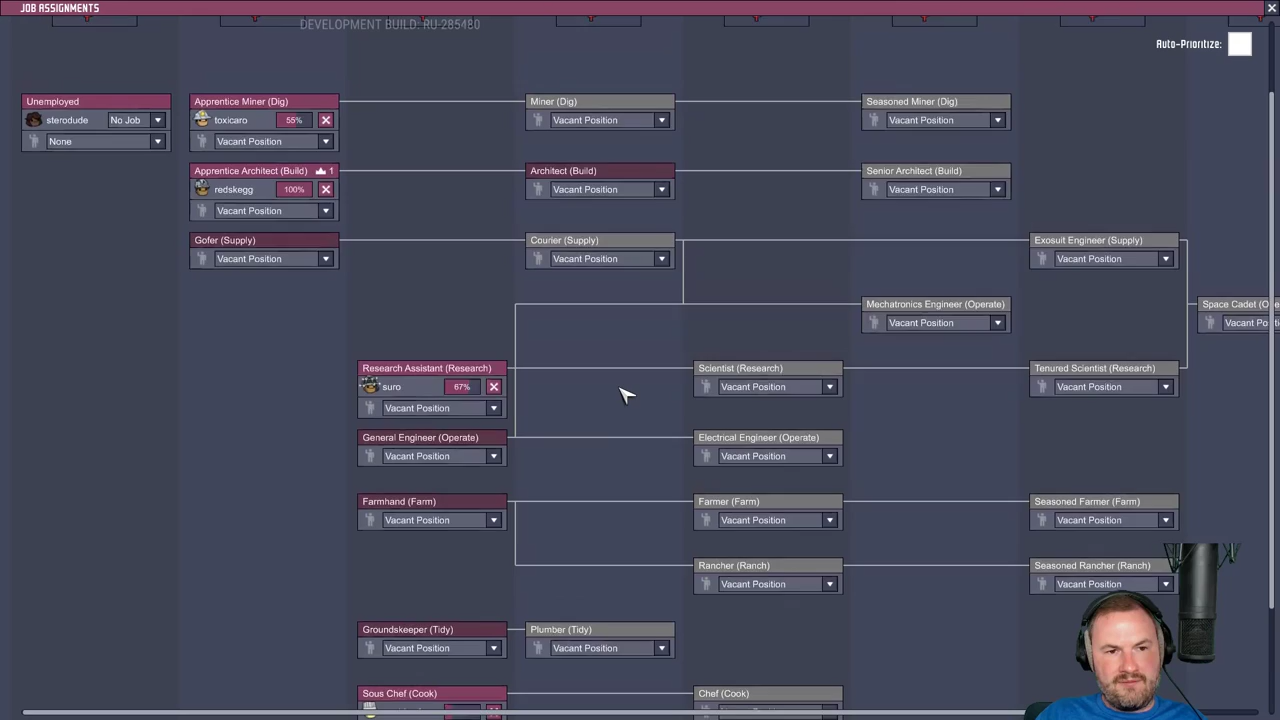 JOB ASSIGNMENTS
DEVELOPMENT BUILD: RU-285480
Auto-Prioritize:
Unemployed
sterodude No Job
None
Apprentice Miner (Dig)
toxicaro 55%
Vacant Position
Miner (Dig)
Vacant Position
Seasoned Miner (Dig)
Vacant Position
Apprentice Architect (Build) 1
redskegg 100%
Vacant Position
Architect (Build)
Vacant Position
Senior Architect (Build)
Vacant Position
Gofer (Supply)
Vacant Position
Courier (Supply)
Vacant Position
Exosuit Engineer (Supply)
Vacant Position
Mechatronics Engineer (Operate)
Vacant Position
Space Cadet (Ope
Vacant Posi
Research Assistant (Research)
suro 67%
Vacant Position
Scientist (Research)
Vacant Position
Tenured Scientist (Research)
Vacant Position
General Engineer (Operate)
Vacant Position
Electrical Engineer (Operate)
Vacant Position
Farmhand (Farm)
Vacant Position
Farmer (Farm)
Vacant Position
Seasoned Farmer (Farm)
Vacant Position
Rancher (Ranch)
Vacant Position
Seasoned Rancher (Ranch)
Vacant Position
Groundskeeper (Tidy)
Vacant Position
Plumber (Tidy)
Vacant Position
Sous Chef (Cook)
Chef (Cook)